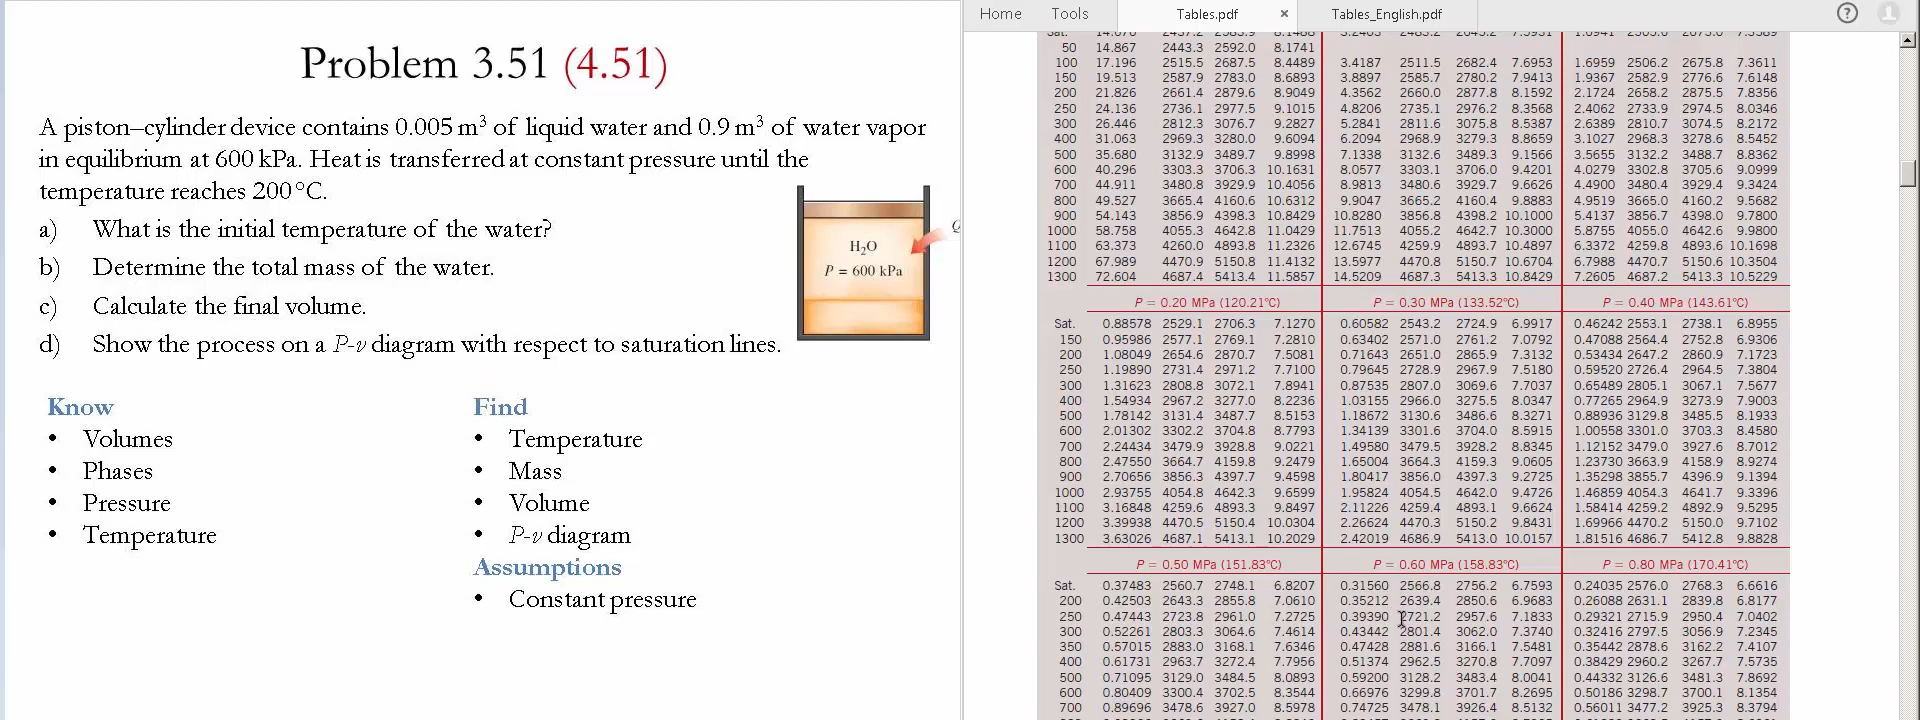 Problem 3.51 (4.51)
A piston–cylinder device contains 0.005 m³ of liquid water and 0.9 m³ of water vapor
in equilibrium at 600 kPa. Heat is transferred at constant pressure until the
temperature reaches 200°C.
a) What is the initial temperature of the water?
b) Determine the total mass of the water.
c) Calculate the final volume.
d) Show the process on a P-v diagram with respect to saturation lines.
H₂O
P = 600 kPa
Know
• Volumes
• Phases
• Pressure
• Temperature
Find
• Temperature
• Mass
• Volume
• P-v diagram
Assumptions
• Constant pressure
Home Tools Tables.pdf × Tables_English.pdf
50 14.867 2443.3 2592.0 8.1741
100 17.196 2515.5 2687.5 8.4489 3.4187 2511.5 2682.4 7.6953 1.6959 2506.2 2675.8 7.3611
150 19.513 2587.9 2783.0 8.6893 3.8897 2585.7 2780.2 7.9413 1.9367 2582.9 2776.6 7.6148
200 21.826 2661.4 2879.6 8.9049 4.3562 2660.0 2877.8 8.1592 2.1724 2658.2 2875.5 7.8356
250 24.136 2736.1 2977.5 9.1015 4.8206 2735.1 2976.2 8.3568 2.4062 2733.9 2974.5 8.0346
300 26.446 2812.3 3076.7 9.2827 5.2841 2811.6 3075.8 8.5387 2.6389 2810.7 3074.5 8.2172
400 31.063 2969.3 3280.0 9.6094 6.2094 2968.9 3279.3 8.8659 3.1027 2968.3 3278.6 8.5452
500 35.680 3132.9 3489.7 9.8998 7.1338 3132.6 3489.3 9.1566 3.5655 3132.2 3488.7 8.8362
600 40.296 3303.3 3706.3 10.1631 8.0577 3303.1 3706.0 9.4201 4.0279 3302.8 3705.6 9.0999
700 44.911 3480.8 3929.9 10.4056 8.9813 3480.6 3929.7 9.6626 4.4900 3480.4 3929.4 9.3424
800 49.527 3665.4 4160.6 10.6312 9.9047 3665.2 4160.4 9.8883 4.9519 3665.0 4160.2 9.5682
900 54.143 3856.9 4398.3 10.8429 10.8280 3856.8 4398.2 10.1000 5.4137 3856.7 4398.0 9.7800
1000 58.758 4055.3 4642.8 11.0429 11.7513 4055.2 4642.7 10.3000 5.8755 4055.0 4642.6 9.9800
1100 63.373 4260.0 4893.8 11.2326 12.6745 4259.9 4893.7 10.4897 6.3372 4259.8 4893.6 10.1698
1200 67.989 4470.9 5150.8 11.4132 13.5977 4470.8 5150.7 10.6704 6.7988 4470.7 5150.6 10.3504
1300 72.604 4687.4 5413.4 11.5857 14.5209 4687.3 5413.3 10.8429 7.2605 4687.2 5413.3 10.5229
P = 0.20 MPa (120.21°C) P = 0.30 MPa (133.52°C) P = 0.40 MPa (143.61°C)
Sat. 0.88578 2529.1 2706.3 7.1270 0.60582 2543.2 2724.9 6.9917 0.46242 2553.1 2738.1 6.8955
150 0.95986 2577.1 2769.1 7.2810 0.63402 2571.0 2761.2 7.0792 0.47088 2564.4 2752.8 6.9306
200 1.08049 2654.6 2870.7 7.5081 0.71643 2651.0 2865.9 7.3132 0.53434 2647.2 2860.9 7.1723
250 1.19890 2731.4 2971.2 7.7100 0.79645 2728.9 2967.9 7.5180 0.59520 2726.4 2964.5 7.3804
300 1.31623 2808.8 3072.1 7.8941 0.87535 2807.0 3069.6 7.7037 0.65489 2805.1 3067.1 7.5677
400 1.54934 2967.2 3277.0 8.2236 1.03155 2966.0 3275.5 8.0347 0.77265 2964.9 3273.9 7.9003
500 1.78142 3131.4 3487.7 8.5153 1.18672 3130.6 3486.6 8.3271 0.88936 3129.8 3485.5 8.1933
600 2.01302 3302.2 3704.8 8.7793 1.34139 3301.6 3704.0 8.5915 1.00558 3301.0 3703.3 8.4580
700 2.24434 3479.9 3928.8 9.0221 1.49580 3479.5 3928.2 8.8345 1.12152 3479.0 3927.6 8.7012
800 2.47550 3664.7 4159.8 9.2479 1.65004 3664.3 4159.3 9.0605 1.23730 3663.9 4158.9 8.9274
900 2.70656 3856.3 4397.7 9.4598 1.80417 3856.0 4397.3 9.2725 1.35298 3855.7 4396.9 9.1394
1000 2.93755 4054.8 4642.3 9.6599 1.95824 4054.5 4642.0 9.4726 1.46859 4054.3 4641.7 9.3396
1100 3.16848 4259.6 4893.3 9.8497 2.11226 4259.4 4893.1 9.6624 1.58414 4259.2 4892.9 9.5295
1200 3.39938 4470.5 5150.4 10.0304 2.26624 4470.3 5150.2 9.8431 1.69966 4470.2 5150.0 9.7102
1300 3.63026 4687.1 5413.1 10.2029 2.42019 4686.9 5413.0 10.0157 1.81516 4686.7 5412.8 9.8828
P = 0.50 MPa (151.83°C) P = 0.60 MPa (158.83°C) P = 0.80 MPa (170.41°C)
Sat. 0.37483 2560.7 2748.1 6.8207 0.31560 2566.8 2756.2 6.7593 0.24035 2576.0 2768.3 6.6616
200 0.42503 2643.3 2855.8 7.0610 0.35212 2639.4 2850.6 6.9683 0.26088 2631.1 2839.8 6.8177
250 0.47443 2723.8 2961.0 7.2725 0.39390 2721.2 2957.6 7.1833 0.29321 2715.9 2950.4 7.0402
300 0.52261 2803.3 3064.6 7.4614 0.43442 2801.4 3062.0 7.3740 0.32416 2797.5 3056.9 7.2345
350 0.57015 2883.0 3168.1 7.6346 0.47428 2881.6 3166.1 7.5481 0.35442 2878.6 3162.2 7.4107
400 0.61731 2963.7 3272.4 7.7956 0.51374 2962.5 3270.8 7.7097 0.38429 2960.2 3267.7 7.5735
500 0.71095 3129.0 3484.5 8.0893 0.59200 3128.2 3483.4 8.0041 0.44332 3126.6 3481.3 7.8692
600 0.80409 3300.4 3702.5 8.3544 0.66976 3299.8 3701.7 8.2695 0.50186 3298.7 3700.1 8.1354
700 0.89696 3478.6 3927.0 8.5978 0.74725 3478.1 3926.4 8.5132 0.56011 3477.2 3925.3 8.3794